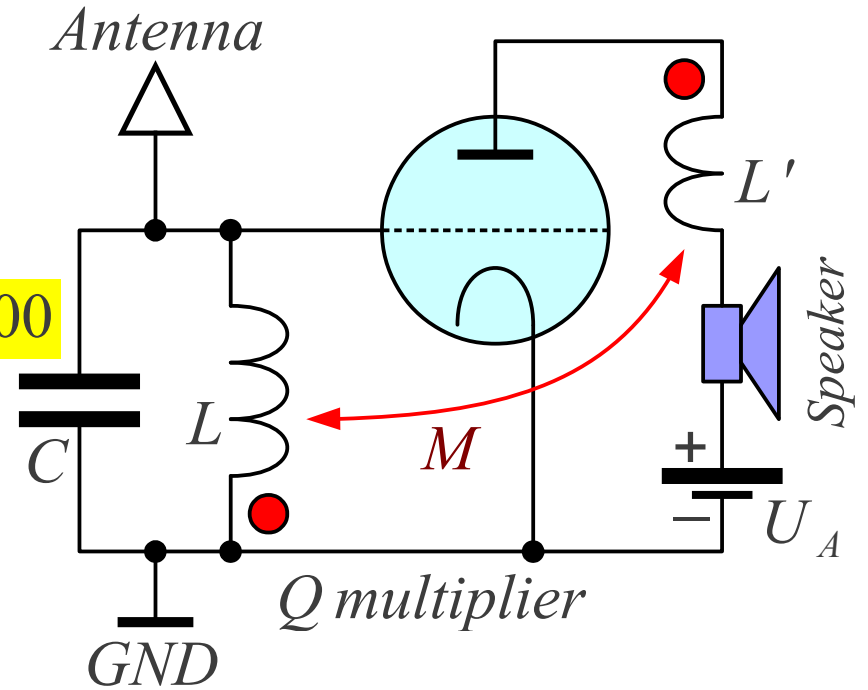 Antenna
L'
00
Speaker
L
M
C
+
−
U A
Q multiplier
GND